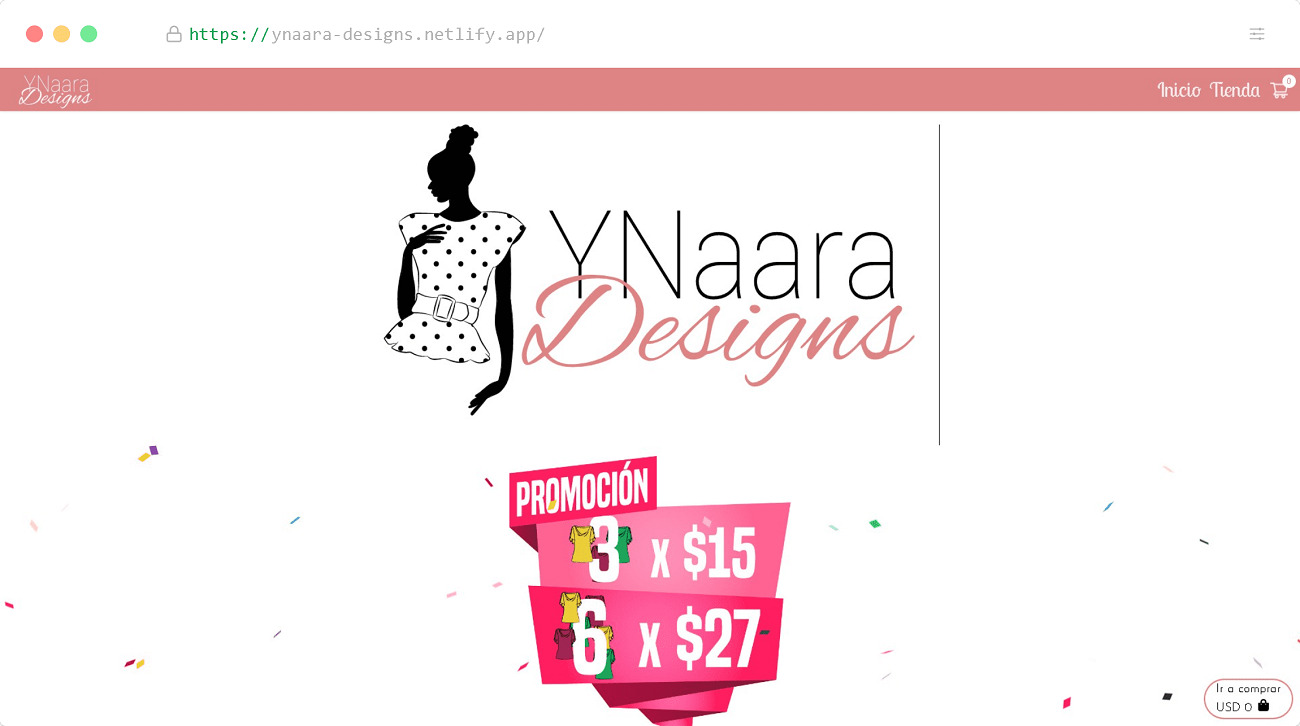 https://ynaara-designs.netlify.app/
YNaara
Designs
Inicio Tienda 0
YNaara
Designs
PROMOCIÓN
3 x $15
6 x $27
Ir a comprar
USD 0